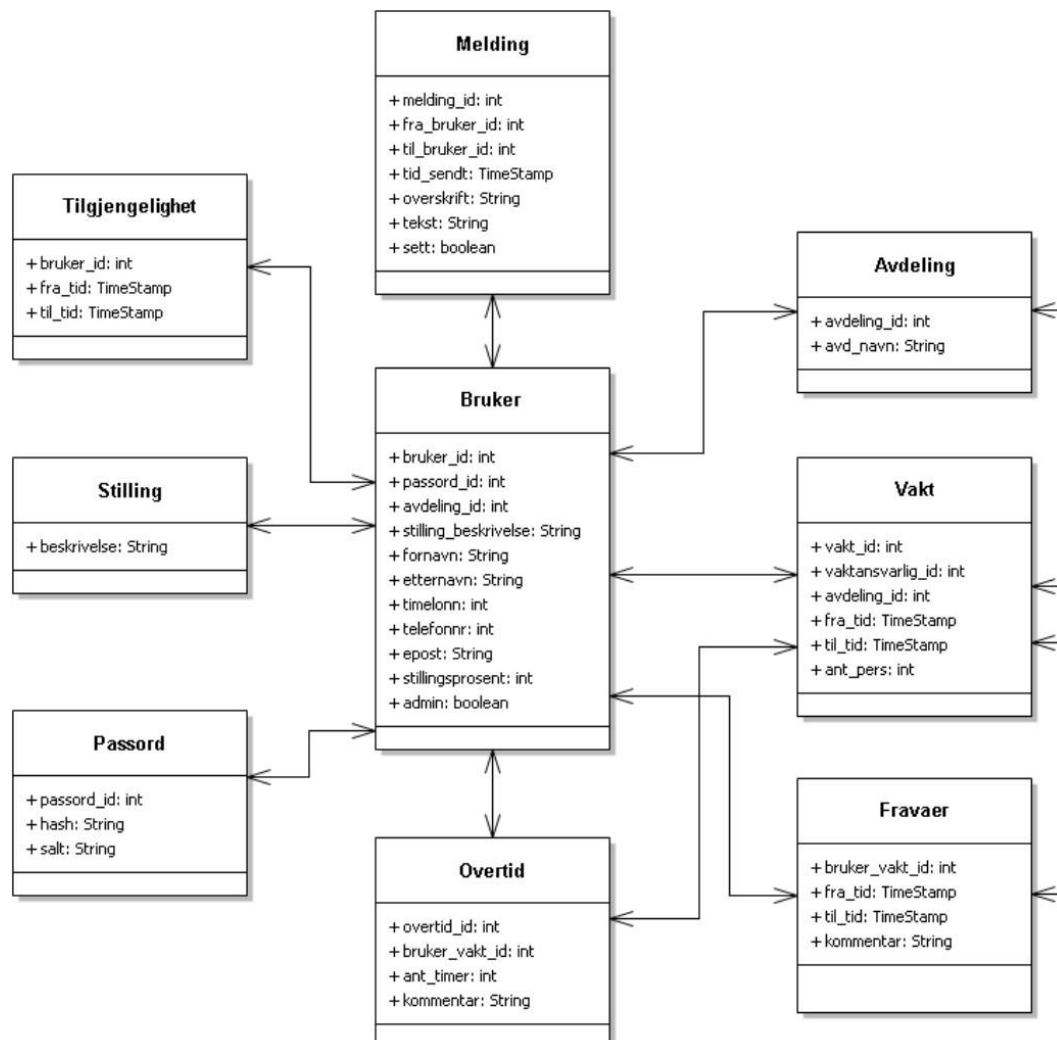 Melding
+ melding_id: int
+ fra_bruker_id: int
+ til_bruker_id: int
+ tid_sendt: TimeStamp
+ overskrift: String
+ tekst: String
+ sett: boolean
Tilgjengelighet
+ bruker_id: int
+ fra_tid: TimeStamp
+ til_tid: TimeStamp
Avdeling
+ avdeling_id: int
+ avd_navn: String
Bruker
+ bruker_id: int
+ passord_id: int
+ avdeling_id: int
+ stilling_beskrivelse: String
+ fornavn: String
+ etternavn: String
+ timelonn: int
+ telefonnr: int
+ epost: String
+ stillingsprosent: int
+ admin: boolean
Stilling
+ beskrivelse: String
Vakt
+ vakt_id: int
+ vaktansvarlig_id: int
+ avdeling_id: int
+ fra_tid: TimeStamp
+ til_tid: TimeStamp
+ ant_pers: int
Passord
+ passord_id: int
+ hash: String
+ salt: String
Overtid
+ overtid_id: int
+ bruker_vakt_id: int
+ ant_timer: int
+ kommentar: String
Fravaer
+ bruker_vakt_id: int
+ fra_tid: TimeStamp
+ til_tid: TimeStamp
+ kommentar: String